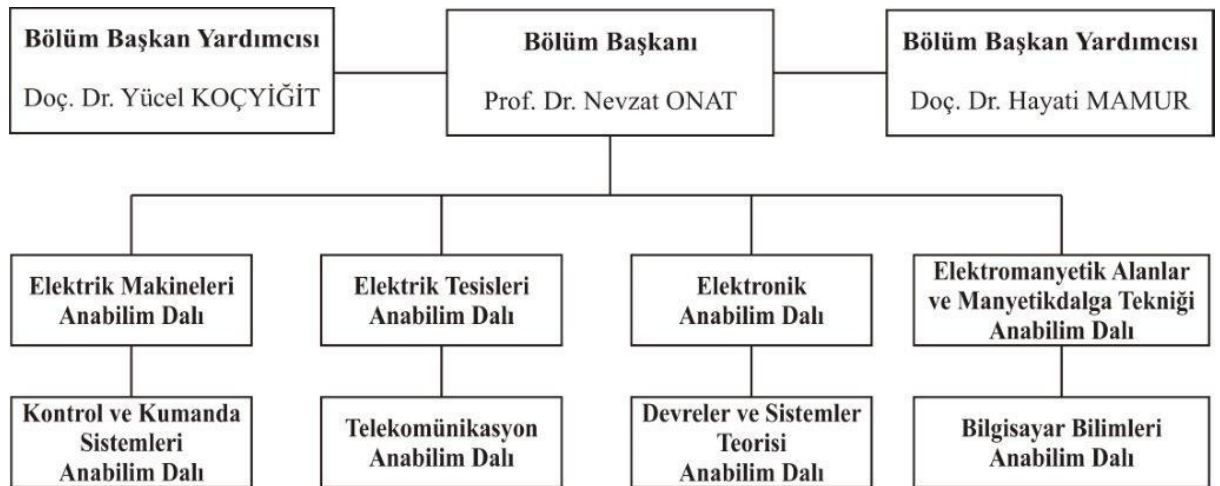 Bölüm Başkan Yardımcısı
Doç. Dr. Yücel KOÇYİĞİT
Bölüm Başkanı
Prof. Dr. Nevzat ONAT
Bölüm Başkan Yardımcısı
Doç. Dr. Hayati MAMUR
Elektrik Makineleri
Anabilim Dalı
Elektrik Tesisleri
Anabilim Dalı
Elektronik
Anabilim Dalı
Elektromanyetik Alanlar
ve Manyetikdalga Tekniği
Anabilim Dalı
Kontrol ve Kumanda
Sistemleri
Anabilim Dalı
Telekomünikasyon
Anabilim Dalı
Devreler ve Sistemler
Teorisi
Anabilim Dalı
Bilgisayar Bilimleri
Anabilim Dalı